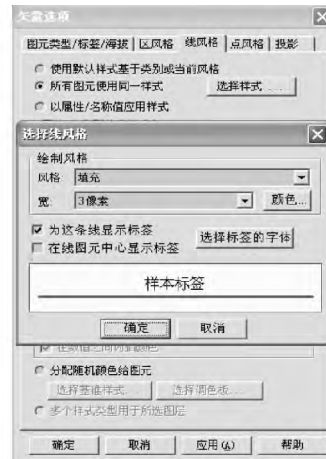 矢量选项
图元类型/标签/海拔 区风格 线风格 点风格 投影
使用默认样式基于类别或当前风格
所有图元使用同一样式 选择样式...
以属性/名称值应用样式
选择线风格
绘制风格
风格 填充
宽: 3像素 颜色...
为这条线显示标签
在线图元中心显示标签 选择标签的字体
样本标签
确定 取消
分配随机颜色给图元
选择基准样式... 选择调色板...
多个样式类型用于所选图层
确定 取消 应用(A) 帮助